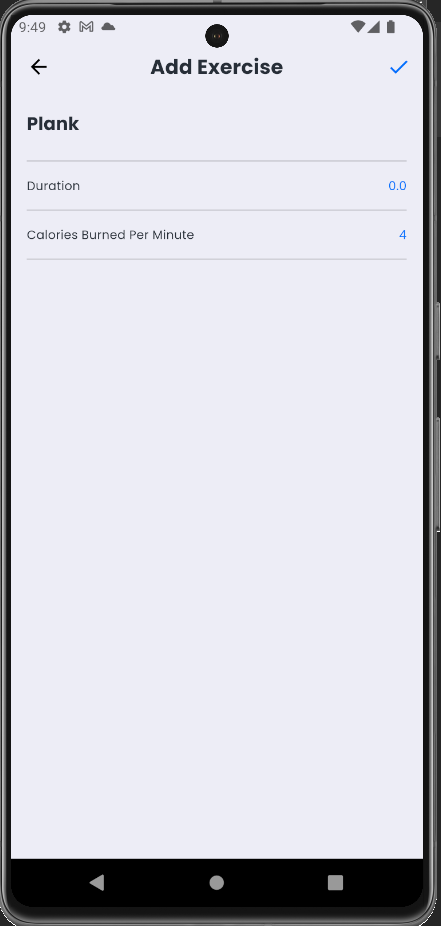 9:49
Add Exercise
Plank
Duration 0.0
Calories Burned Per Minute 4